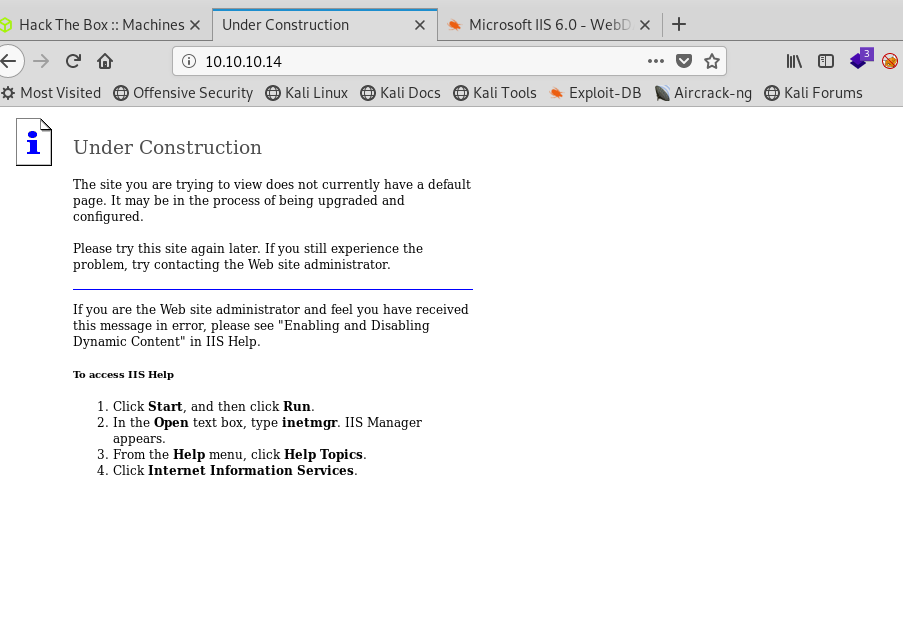 Hack The Box :: Machines
Under Construction
Microsoft IIS 6.0 - WebD
10.10.10.14
3
Most Visited
Offensive Security
Kali Linux
Kali Docs
Kali Tools
Exploit-DB
Aircrack-ng
Kali Forums
Under Construction
The site you are trying to view does not currently have a default
page. It may be in the process of being upgraded and
configured.
Please try this site again later. If you still experience the
problem, try contacting the Web site administrator.
If you are the Web site administrator and feel you have received
this message in error, please see "Enabling and Disabling
Dynamic Content" in IIS Help.
To access IIS Help
1. Click Start, and then click Run.
2. In the Open text box, type inetmgr. IIS Manager
appears.
3. From the Help menu, click Help Topics.
4. Click Internet Information Services.